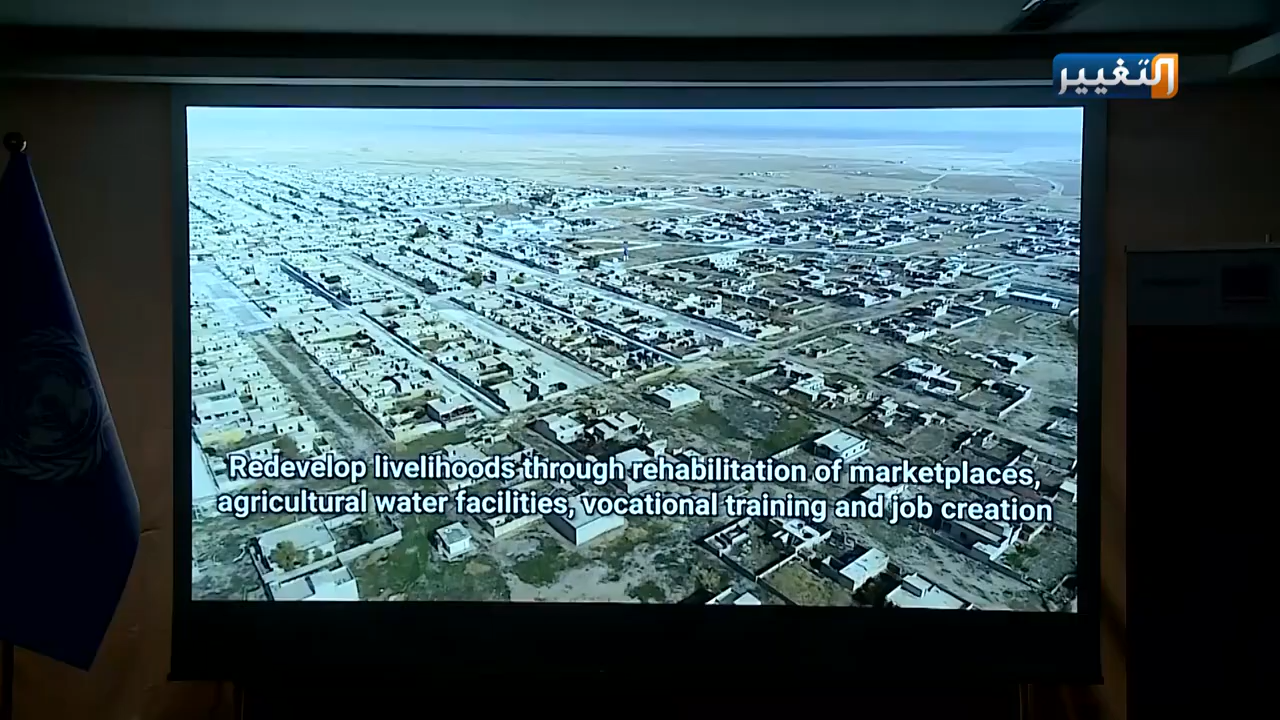 التغيير
Redevelop livelihoods through rehabilitation of marketplaces,
agricultural water facilities, vocational training and job creation